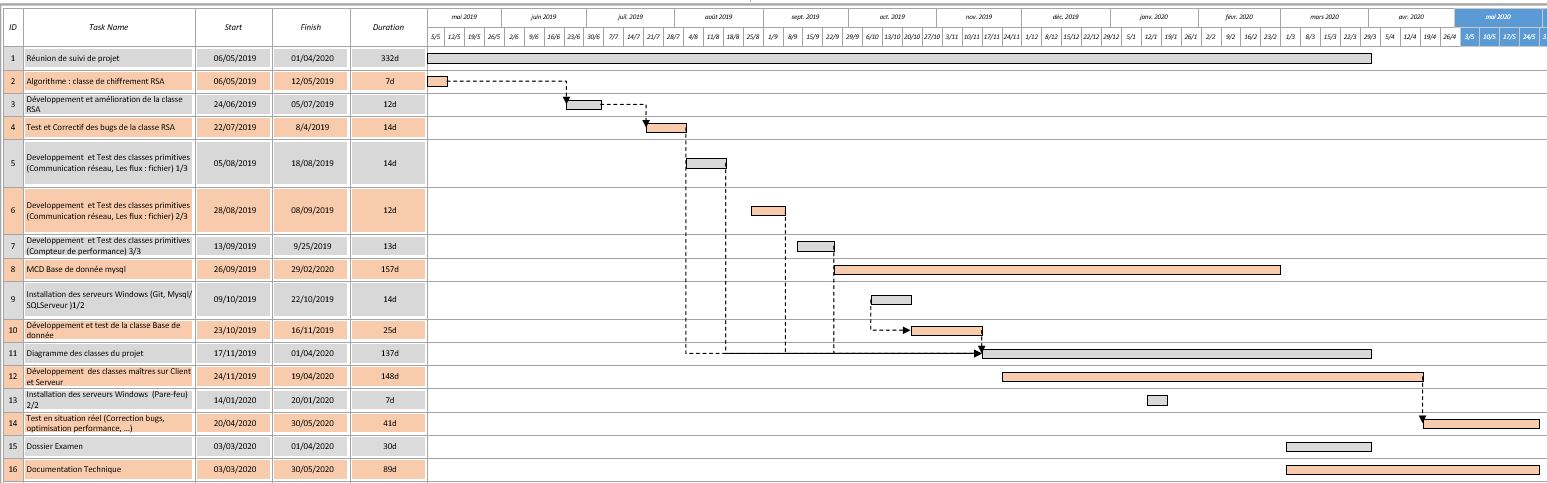 ID Task Name Start Finish Duration mai 2019 juin 2019 juil. 2019 août 2019 sept. 2019 oct. 2019 nov. 2019 déc. 2019 janv. 2020 févr. 2020 mars 2020 avr. 2020 mai 2020
5/5 12/5 19/5 26/5 2/6 9/6 16/6 23/6 30/6 7/7 14/7 21/7 28/7 4/8 11/8 18/8 25/8 1/9 8/9 15/9 22/9 29/9 6/10 13/10 20/10 27/10 3/11 10/11 17/11 24/11 1/12 8/12 15/12 22/12 29/12 5/1 12/1 19/1 26/1 2/2 9/2 16/2 23/2 1/3 8/3 15/3 22/3 29/3 5/4 12/4 19/4 26/4 3/5 10/5 17/5 24/5
1 Réunion de suivi de projet 06/05/2019 01/04/2020 332d
2 Algorithme : classe de chiffrement RSA 06/05/2019 12/05/2019 7d
3 Développement et amélioration de la classe
RSA 24/06/2019 05/07/2019 12d
4 Test et Correctif des bugs de la classe RSA 22/07/2019 8/4/2019 14d
5 Developpement et Test des classes primitives
(Communication réseau, Les flux : fichier) 1/3 05/08/2019 18/08/2019 14d
6 Developpement et Test des classes primitives
(Communication réseau, Les flux : fichier) 2/3 28/08/2019 08/09/2019 12d
7 Developpement et Test des classes primitives
(Compteur de performance) 3/3 13/09/2019 9/25/2019 13d
8 MCD Base de donnée mysql 26/09/2019 29/02/2020 157d
9 Installation des serveurs Windows (Git, Mysql/
SQLServeur )1/2 09/10/2019 22/10/2019 14d
10 Développement et test de la classe Base de
donnée 23/10/2019 16/11/2019 25d
11 Diagramme des classes du projet 17/11/2019 01/04/2020 137d
12 Développement des classes maîtres sur Client
et Serveur 24/11/2019 19/04/2020 148d
13 Installation des serveurs Windows (Pare-feu)
2/2 14/01/2020 20/01/2020 7d
14 Test en situation réel (Correction bugs,
optimisation performance, ...) 20/04/2020 30/05/2020 41d
15 Dossier Examen 03/03/2020 01/04/2020 30d
16 Documentation Technique 03/03/2020 30/05/2020 89d